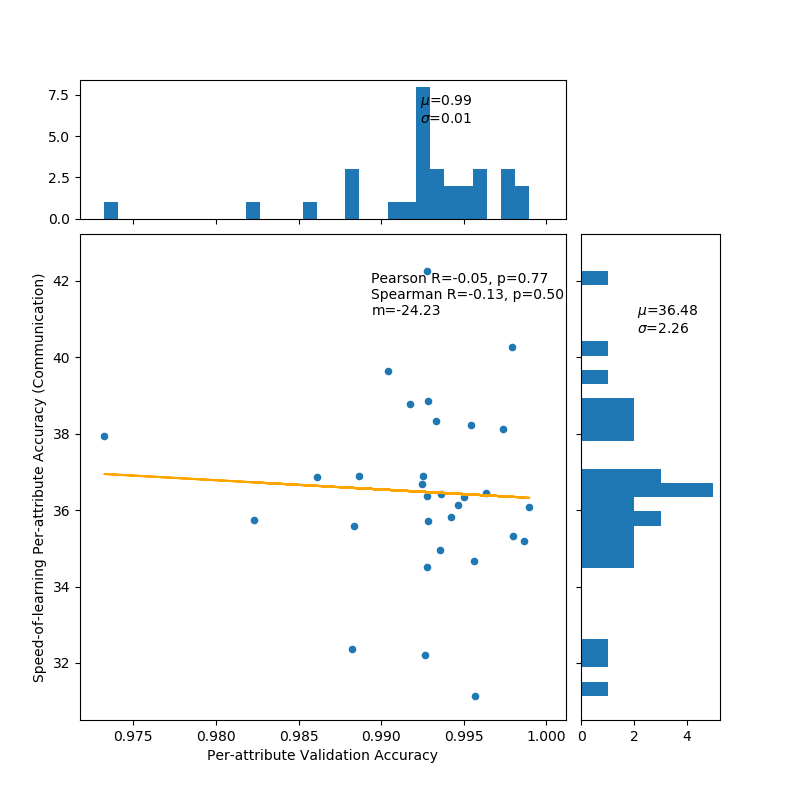 7.5
5.0
2.5
0.0
μ=0.99
σ=0.01
Speed-of-learning Per-attribute Accuracy (Communication)
42
40
38
36
34
32
Pearson R=-0.05, p=0.77
Spearman R=-0.13, p=0.50
m=-24.23
μ=36.48
σ=2.26
0.975 0.980 0.985 0.990 0.995 1.000
0 2 4
Per-attribute Validation Accuracy